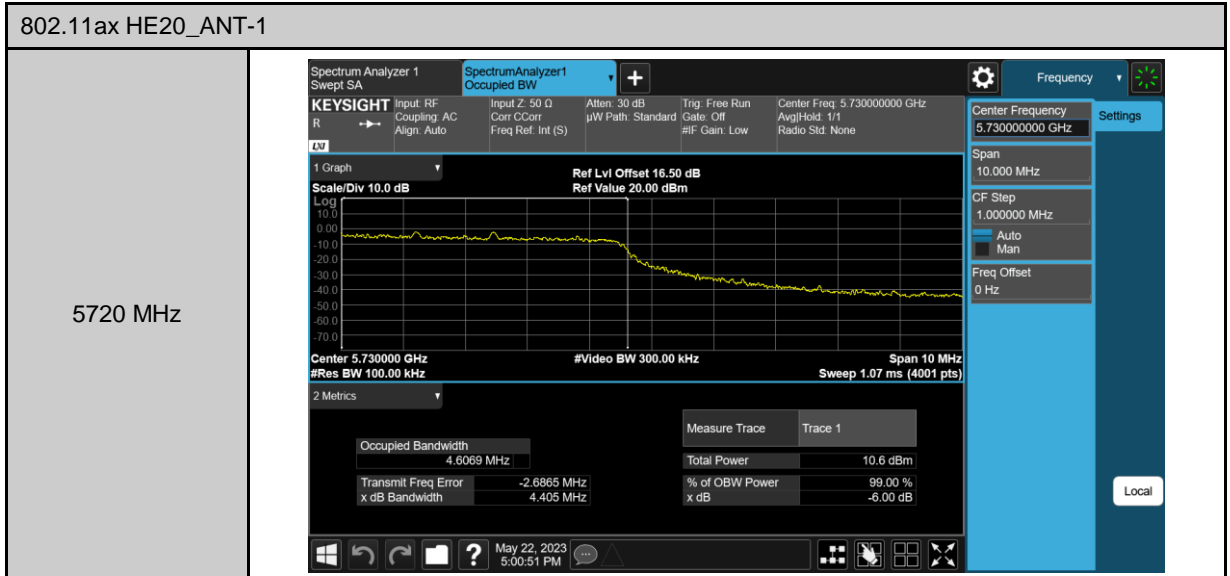 802.11ax HE20_ANT-1
5720 MHz
Spectrum Analyzer 1
Swept SA
SpectrumAnalyzer1
Occupied BW
Frequency
KEYSIGHT
R
LXI
Input: RF
Coupling: AC
Align: Auto
Input Z: 50 Ω
Corr CCorr
Freq Ref: Int (S)
Atten: 30 dB
µW Path: Standard
Trig: Free Run
Gate: Off
#IF Gain: Low
Center Freq: 5.730000000 GHz
Avg|Hold: 1/1
Radio Std: None
1 Graph
Scale/Div 10.0 dB
Ref Lvl Offset 16.50 dB
Ref Value 20.00 dBm
Log
10.0
0.00
-10.0
-20.0
-30.0
-40.0
-50.0
-60.0
-70.0
Center 5.730000 GHz
#Res BW 100.00 kHz
#Video BW 300.00 kHz
Span 10 MHz
Sweep 1.07 ms (4001 pts)
2 Metrics
Occupied Bandwidth
4.6069 MHz
Transmit Freq Error -2.6865 MHz
x dB Bandwidth 4.405 MHz
Measure Trace Trace 1
Total Power 10.6 dBm
% of OBW Power 99.00 %
x dB -6.00 dB
Center Frequency
5.730000000 GHz
Settings
Span
10.000 MHz
CF Step
1.000000 MHz
Auto
Man
Freq Offset
0 Hz
Local
?
May 22, 2023
5:00:51 PM